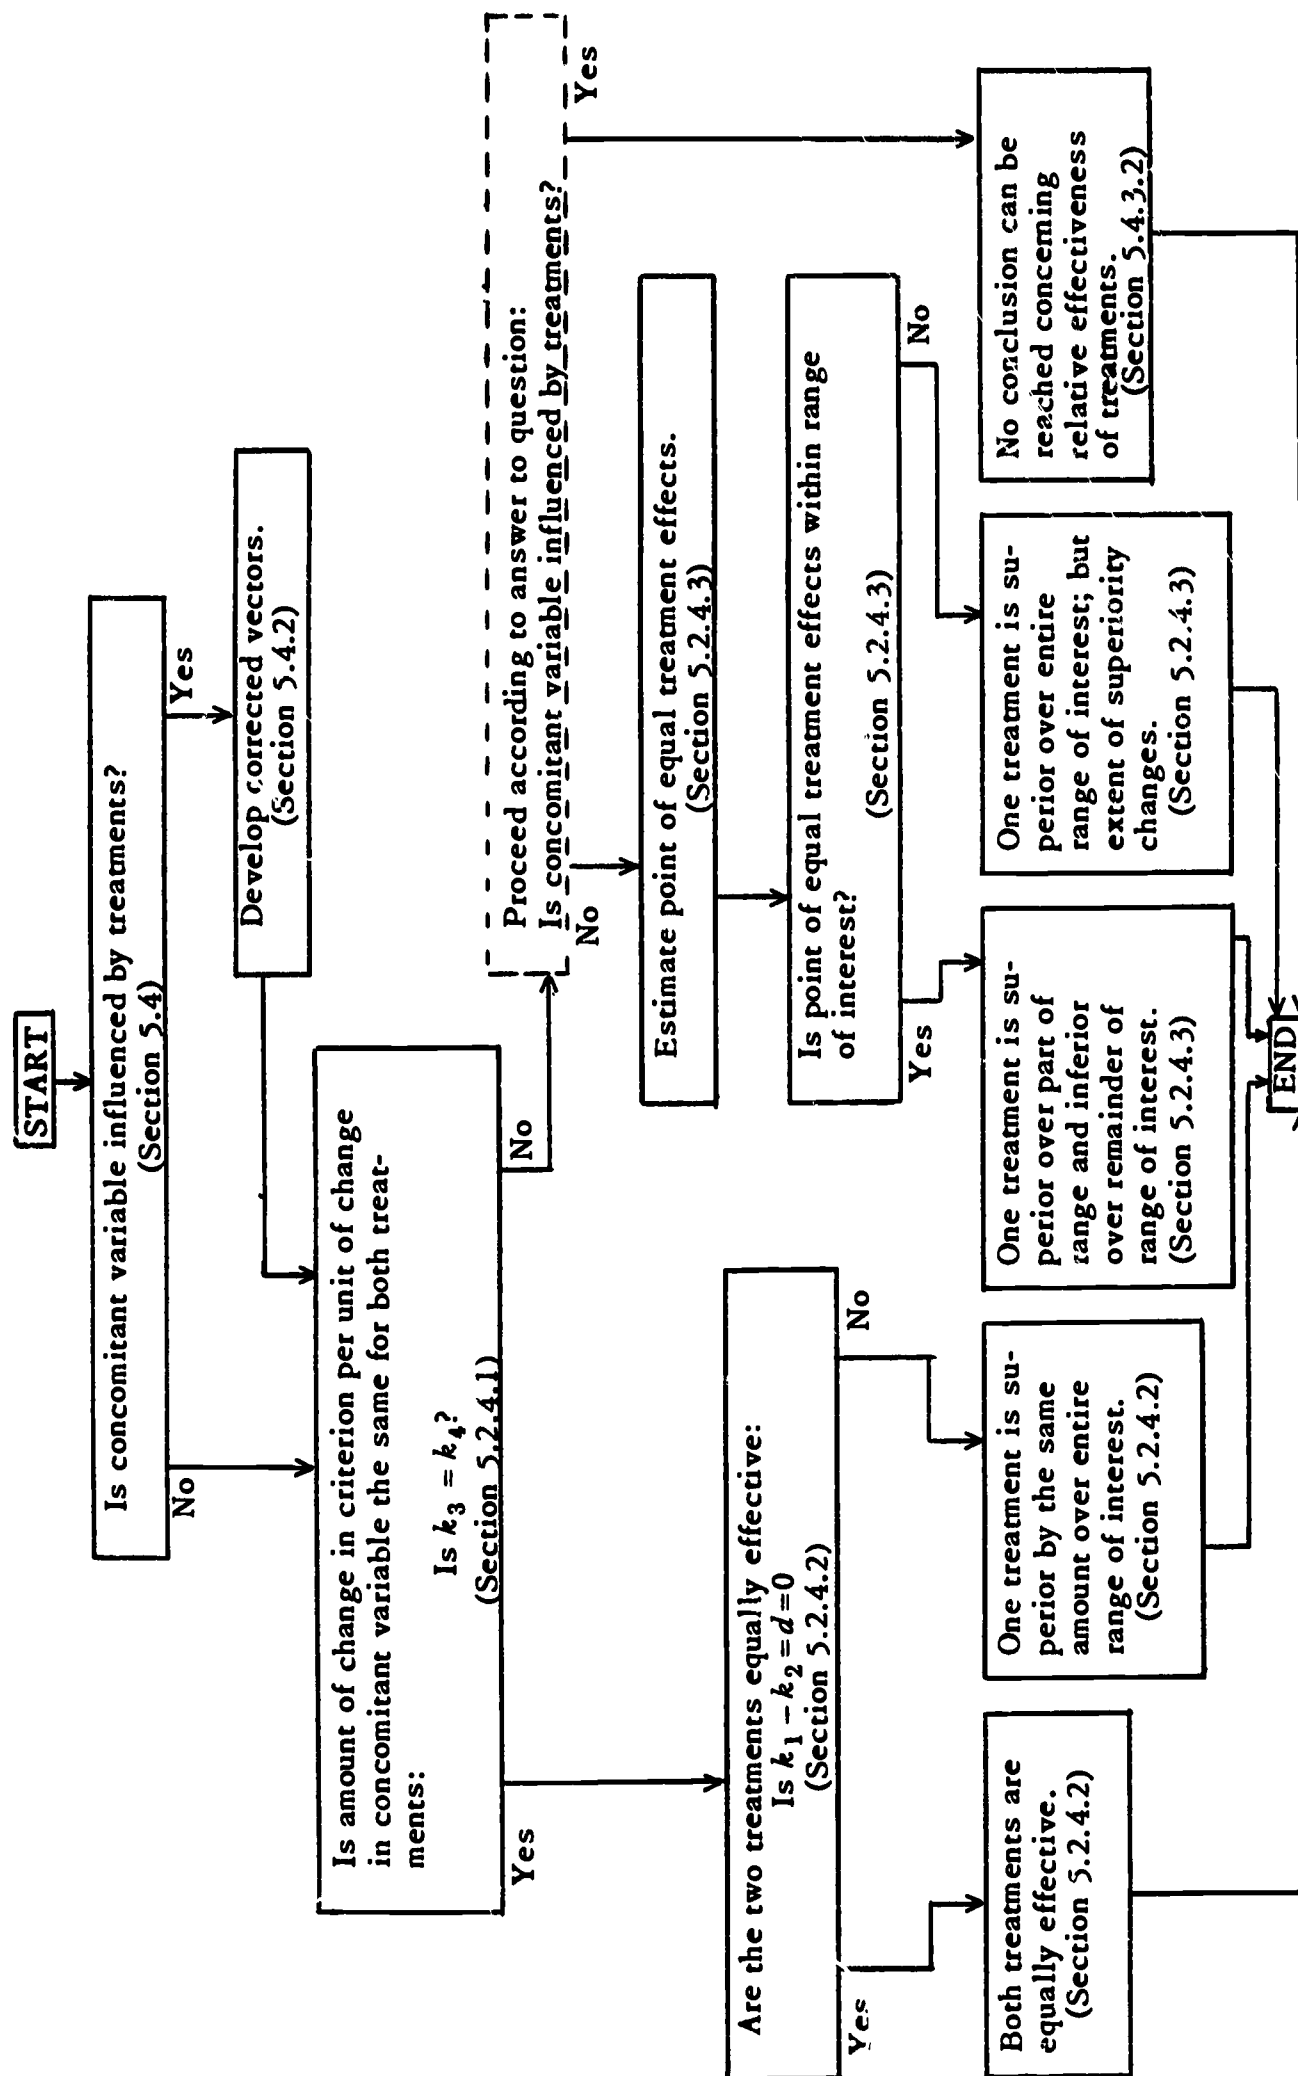 START
Is concomitant variable influenced by treatments?
(Section 5.4)
No
Yes
Develop corrected vectors.
(Section 5.4.2)
Is amount of change in criterion per unit of change
in concomitant variable the same for both treat-
ments:
Is k₃ = k₄?
(Section 5.2.4.1)
Yes
No
Proceed according to answer to question:
Is concomitant variable influenced by treatments?
No
Yes
Estimate point of equal treatment effects.
(Section 5.2.4.3)
Is point of equal treatment effects within range
of interest?
(Section 5.2.4.3)
Yes
No
Are the two treatments equally effective:
Is k₁ − k₂ = d = 0
(Section 5.2.4.2)
Yes
No
Both treatments are
equally effective.
(Section 5.2.4.2)
One treatment is su-
perior by the same
amount over entire
range of interest.
(Section 5.2.4.2)
One treatment is su-
perior over part of
range and inferior
over remainder of
range of interest.
(Section 5.2.4.3)
One treatment is su-
perior over entire
range of interest; but
extent of superiority
changes.
(Section 5.2.4.3)
No conclusion can be
reached concerning
relative effectiveness
of treatments.
(Section 5.4.3.2)
END